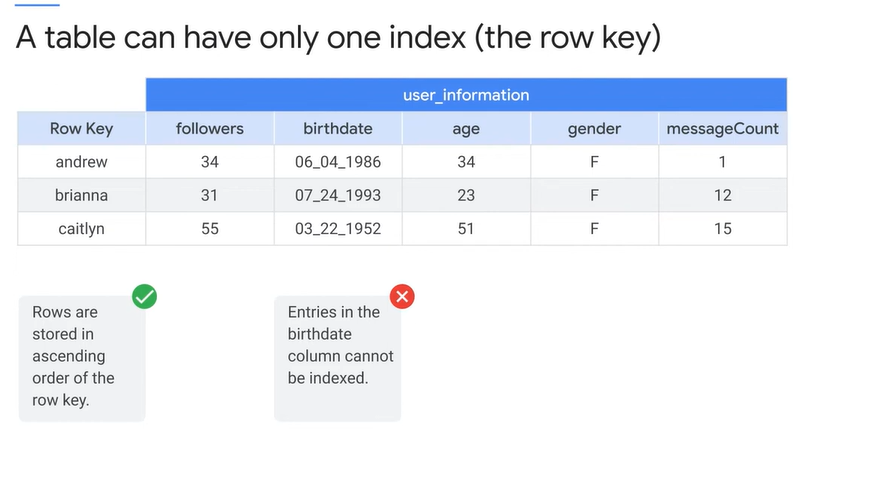 A table can have only one index (the row key)
user_information
Row Key followers birthdate age gender messageCount
andrew 34 06_04_1986 34 F 1
brianna 31 07_24_1993 23 F 12
caitlyn 55 03_22_1952 51 F 15
Rows are
stored in
ascending
order of the
row key.
Entries in the
birthdate
column cannot
be indexed.